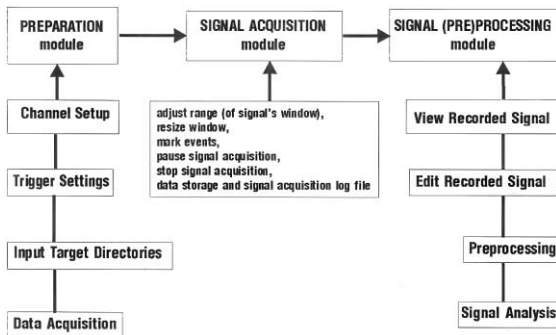 PREPARATION
module
SIGNAL ACQUISITION
module
SIGNAL (PRE)PROCESSING
module
Channel Setup
Trigger Settings
Input Target Directories
Data Acquisition
adjust range (of signal's window),
resize window,
mark events,
pause signal acquisition,
stop signal acquisition,
data storage and signal acquisition log file
View Recorded Signal
Edit Recorded Signal
Preprocessing
Signal Analysis